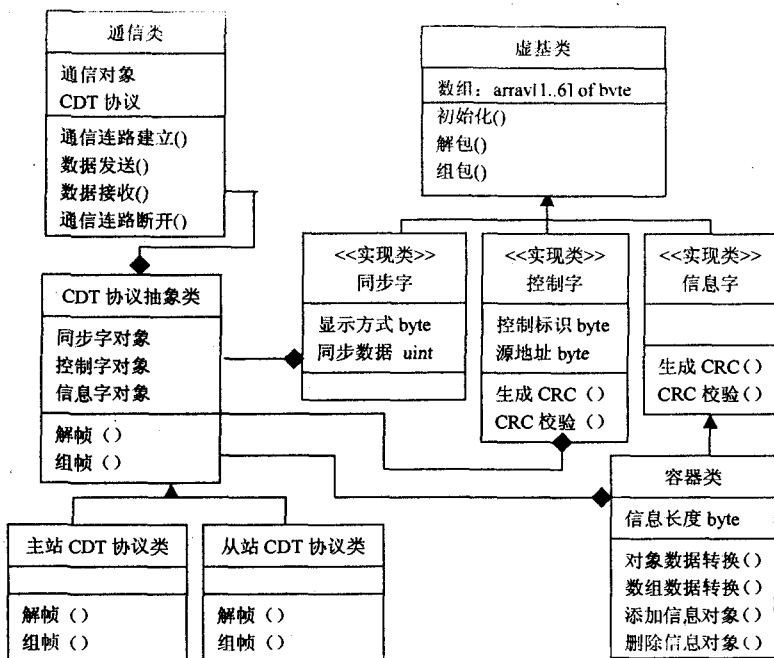 通信类
通信对象
CDT 协议
通信连路建立()
数据发送()
数据接收()
通信连路断开()
虚基类
数组：array[1..6] of byte
初始化()
解包()
组包()
<<实现类>>
同步字
显示方式 byte
同步数据 uint
<<实现类>>
控制字
控制标识 byte
源地址 byte
生成 CRC（）
CRC 校验（）
<<实现类>>
信息字
生成 CRC()
CRC 校验()
CDT 协议抽象类
同步字对象
控制字对象
信息字对象
解帧（）
组帧（）
容器类
信息长度 byte
对象数据转换()
数组数据转换()
添加信息对象()
删除信息对象()
主站 CDT 协议类
解帧（）
组帧（）
从站 CDT 协议类
解帧（）
组帧（）